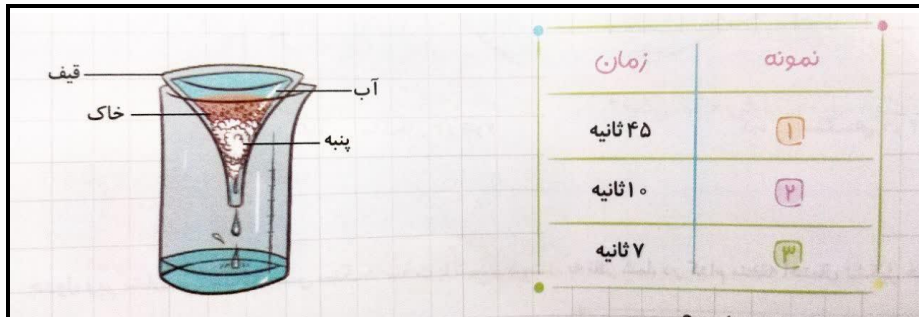 قیف
آب
خاک
پنبه
نمونه زمان
۱ ۴۵ ثانیه
۲ ۱۰ ثانیه
۳ ۷ ثانیه